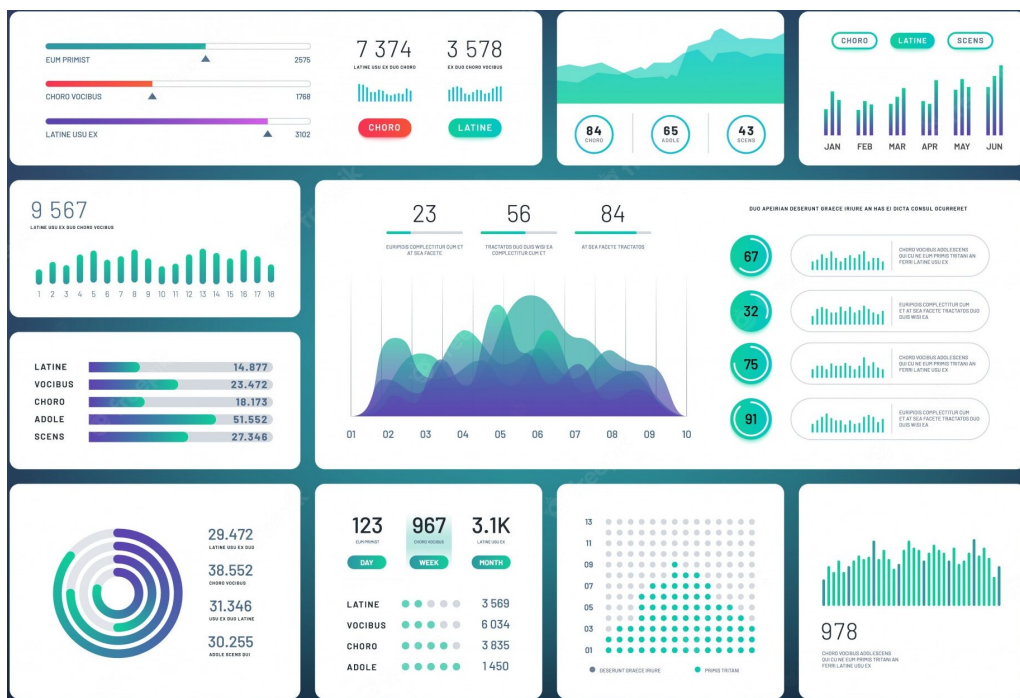 EUM PRIMIST 2575
CHORO VOCIBUS 1768
LATINE USU EX 3102
7 374
LATINE USU EX DUO CHORO
CHORO
3 578
EX DUO CHORO VOCIBUS
LATINE
84
CHORO
65
ADOLE
43
SCENS
CHORO LATINE SCENS
JAN FEB MAR APR MAY JUN
9 567
LATINE USU EX DUO CHORO VOCIBUS
1 2 3 4 5 6 7 8 9 10 11 12 13 14 15 16 17 18
LATINE 14.877
VOCIBUS 23.472
CHORO 18.173
ADOLE 51.552
SCENS 27.346
23
EURIPIDIS COMPLECTITUR CUM ET
AT SEA FACETE
56
TRACTATOS DUO DUIS WISI EA
COMPLECTITUR CUM ET
84
AT SEA FACETE TRACTATOS
01 02 03 04 05 06 07 08 09 10
DUO APEIRIAN DESERUNT GRAECE IRIURE AN HAS EI DICTA CONSUL OCURRERET
67
CHORO VOCIBUS ADOLESCENS
QUI CU NE EUM PRIMIS TRITANI AN
FERRI LATINE USU EX
32
EURIPIDIS COMPLECTITUR CUM
ET AT SEA FACETE TRACTATOS DUO
DUIS WISI EA
75
CHORO VOCIBUS ADOLESCENS
QUI CU NE EUM PRIMIS TRITANI AN
FERRI LATINE USU EX
91
EURIPIDIS COMPLECTITUR CUM
ET AT SEA FACETE TRACTATOS DUO
DUIS WISI EA
29.472
LATINE USU EX DUO
38.552
CHORO VOCIBUS
31.346
USU EX DUO LATINE
30.255
ADOLE SCENS QUI
123
EUM PRIMIST
DAY
967
CHORO VOCIBUS
WEEK
3.1K
LATINE USU EX
MONTH
LATINE 3 569
VOCIBUS 6 034
CHORO 3 835
ADOLE 1 450
13
11
09
07
05
03
01
DESERUNT GRAECE IRIURE PRIMIS TRITANI
978
CHORO VOCIBUS ADOLESCENS
QUI CU NE EUM PRIMIS TRITANI AN
FERRI LATINE USU EX